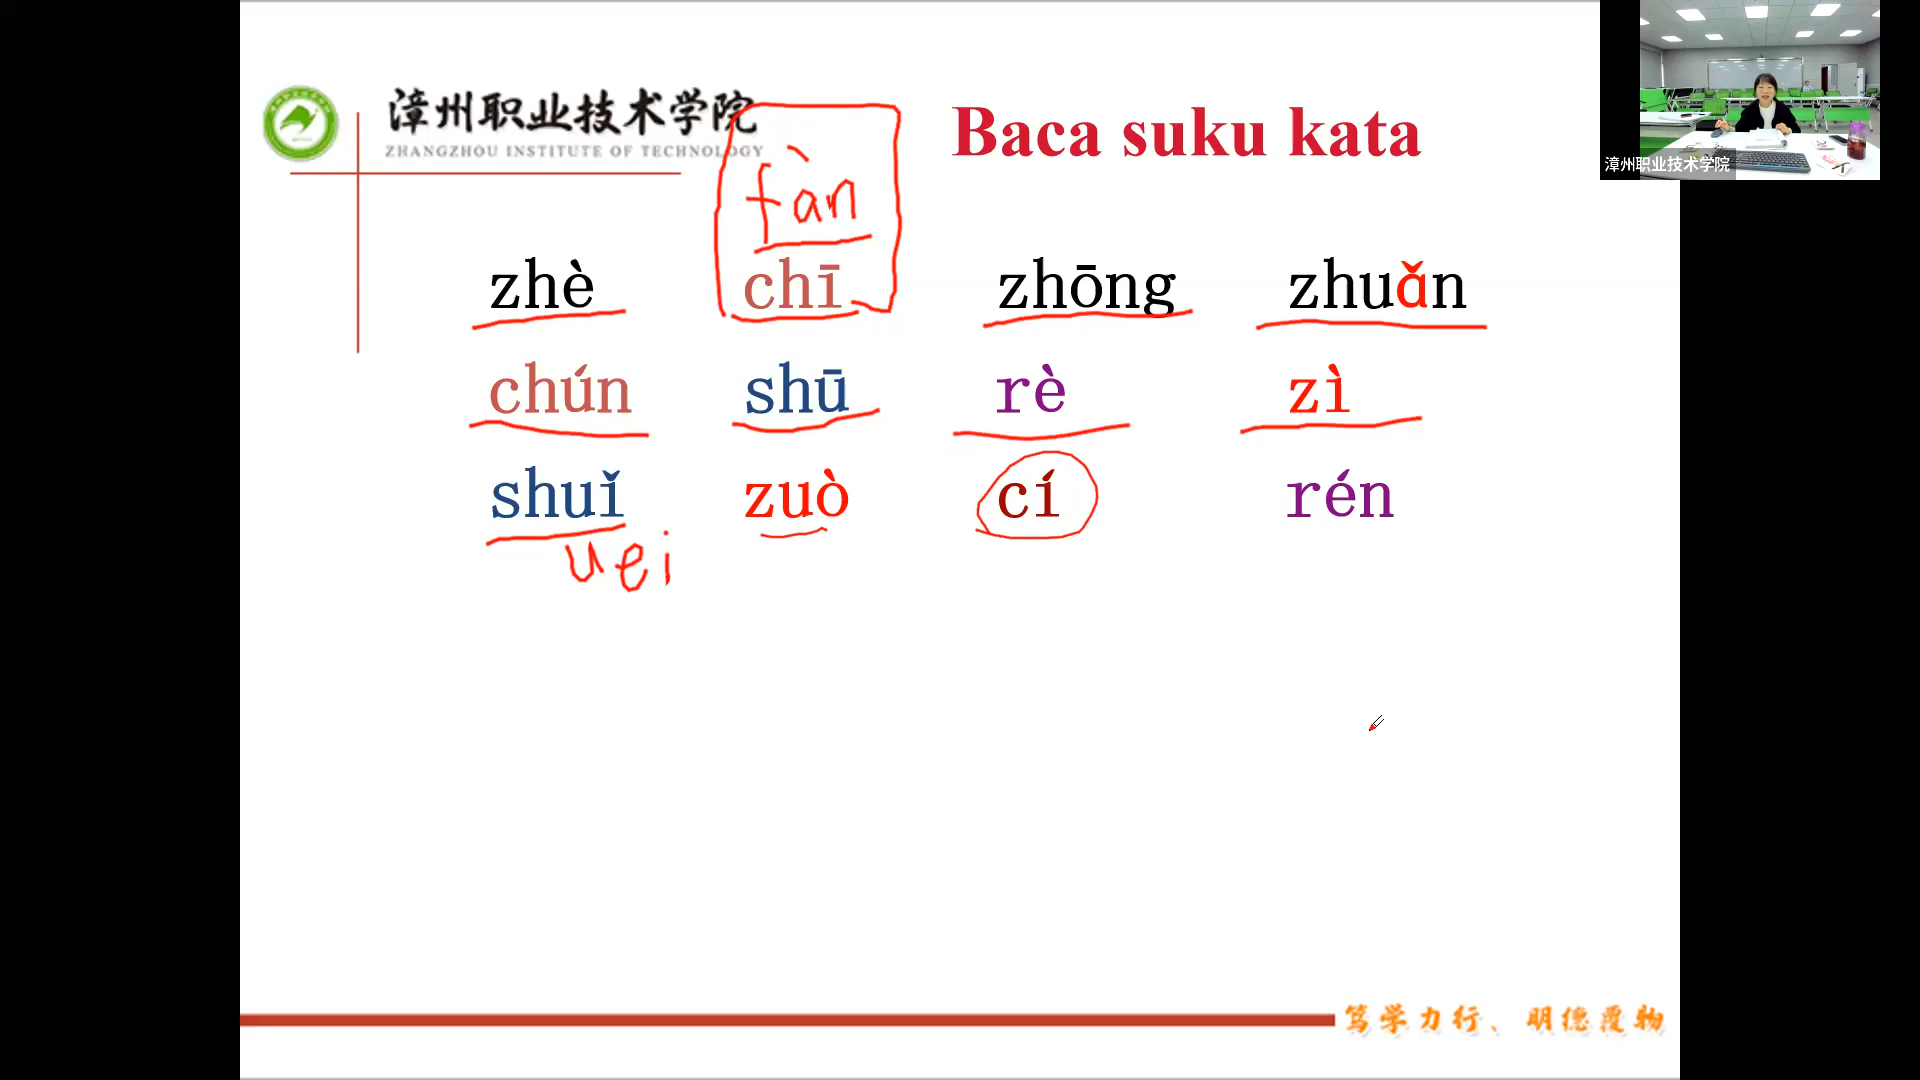 漳州职业技术学院
ZHANGZHOU INSTITUTE OF TECHNOLOGY
Baca suku kata
漳州职业技术学院
fàn
zhè chī zhōng zhuǎn
chún shū rè zì
shuǐ zuò cí rén
uei
笃学力行、明德覆物